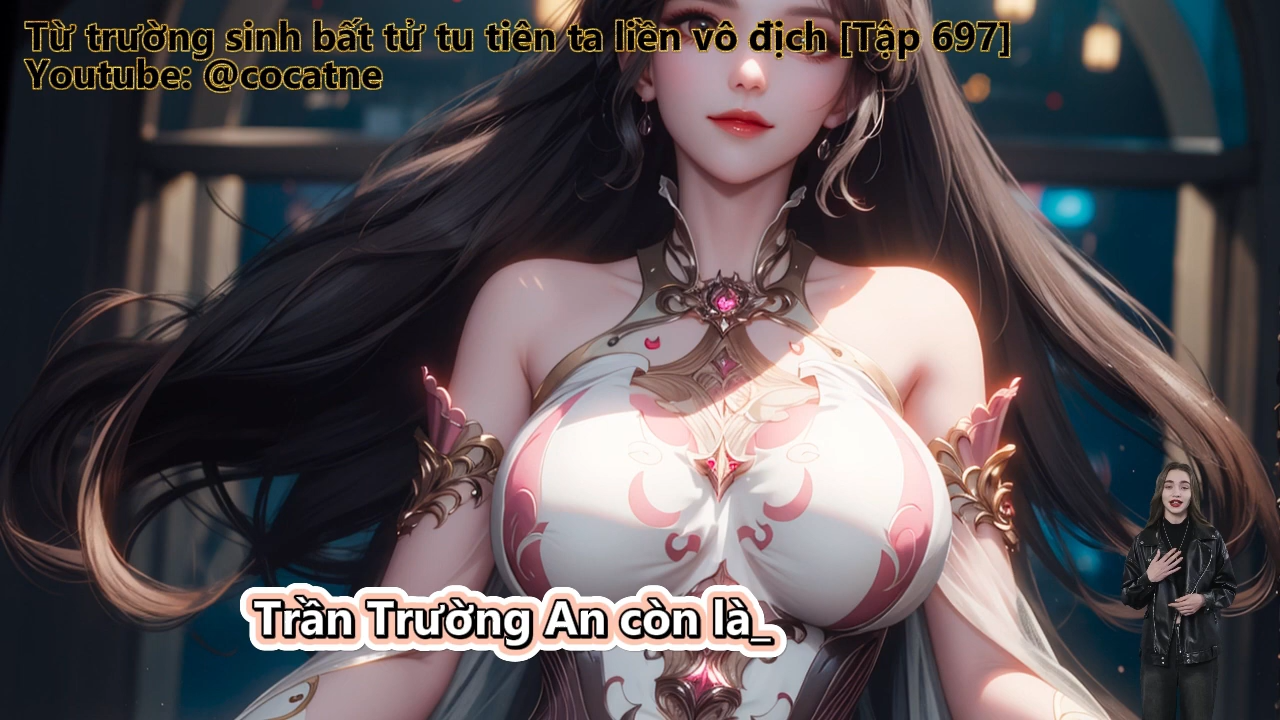 Từ trường sinh bất tử tu tiên ta liền vô địch [Tập 697]
Youtube: @cocatne
Trần Trường An còn là_